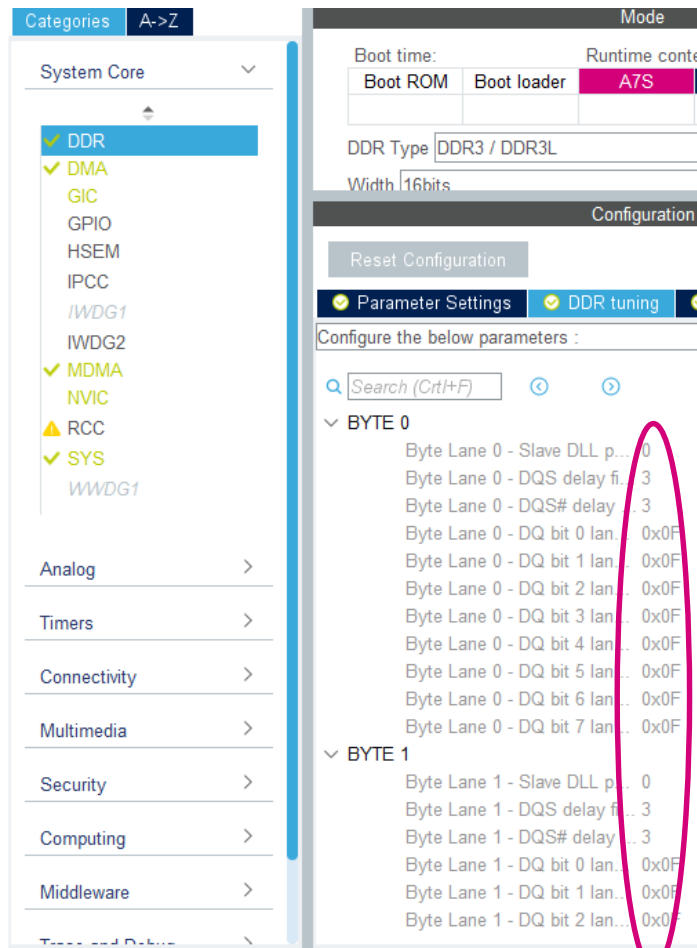 Categories A->Z
System Core
DDR
DMA
GIC
GPIO
HSEM
IPCC
IWDG1
IWDG2
MDMA
NVIC
RCC
SYS
WWDG1
Analog
Timers
Connectivity
Multimedia
Security
Computing
Middleware
Trace and Debug
Mode
Boot time: Runtime conte
Boot ROM Boot loader A7S
DDR Type DDR3 / DDR3L
Width 16bits
Configuration
Reset Configuration
Parameter Settings DDR tuning
Configure the below parameters :
Search (Crtl+F)
BYTE 0
Byte Lane 0 - Slave DLL p... 0
Byte Lane 0 - DQS delay fi... 3
Byte Lane 0 - DQS# delay ... 3
Byte Lane 0 - DQ bit 0 lan... 0x0F
Byte Lane 0 - DQ bit 1 lan... 0x0F
Byte Lane 0 - DQ bit 2 lan... 0x0F
Byte Lane 0 - DQ bit 3 lan... 0x0F
Byte Lane 0 - DQ bit 4 lan... 0x0F
Byte Lane 0 - DQ bit 5 lan... 0x0F
Byte Lane 0 - DQ bit 6 lan... 0x0F
Byte Lane 0 - DQ bit 7 lan... 0x0F
BYTE 1
Byte Lane 1 - Slave DLL p... 0
Byte Lane 1 - DQS delay fi... 3
Byte Lane 1 - DQS# delay ... 3
Byte Lane 1 - DQ bit 0 lan... 0x0F
Byte Lane 1 - DQ bit 1 lan... 0x0F
Byte Lane 1 - DQ bit 2 lan... 0x0F